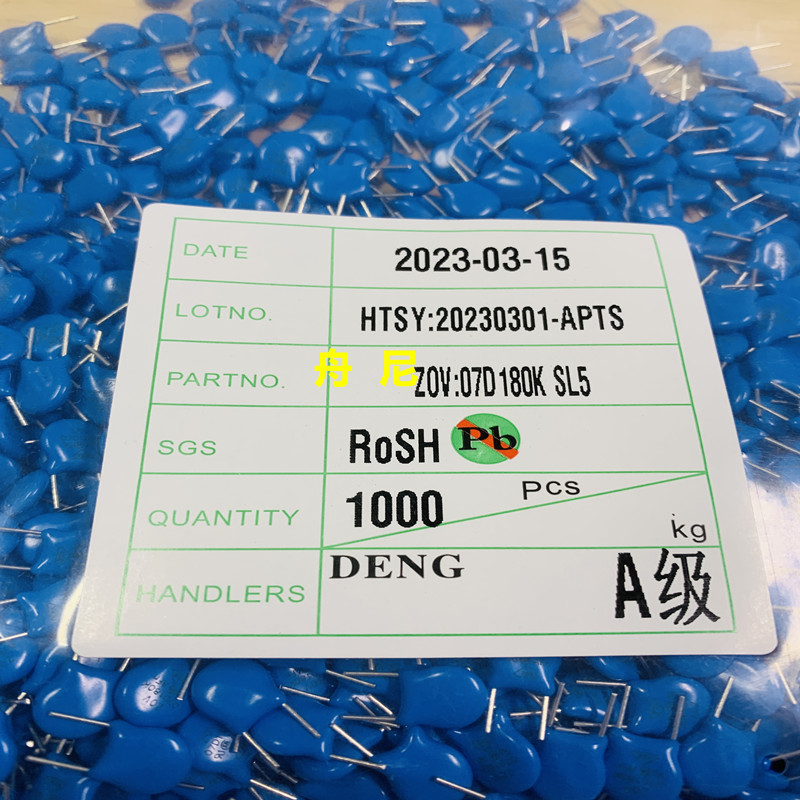 DATE 2023-03-15
LOTNO. HTSY:20230301-APTS
PARTNO. 舟 尼 ZOV:07D180K SL5
SGS RoSH Pb
QUANTITY 1000 PCS
kg
HANDLERS DENG
A级